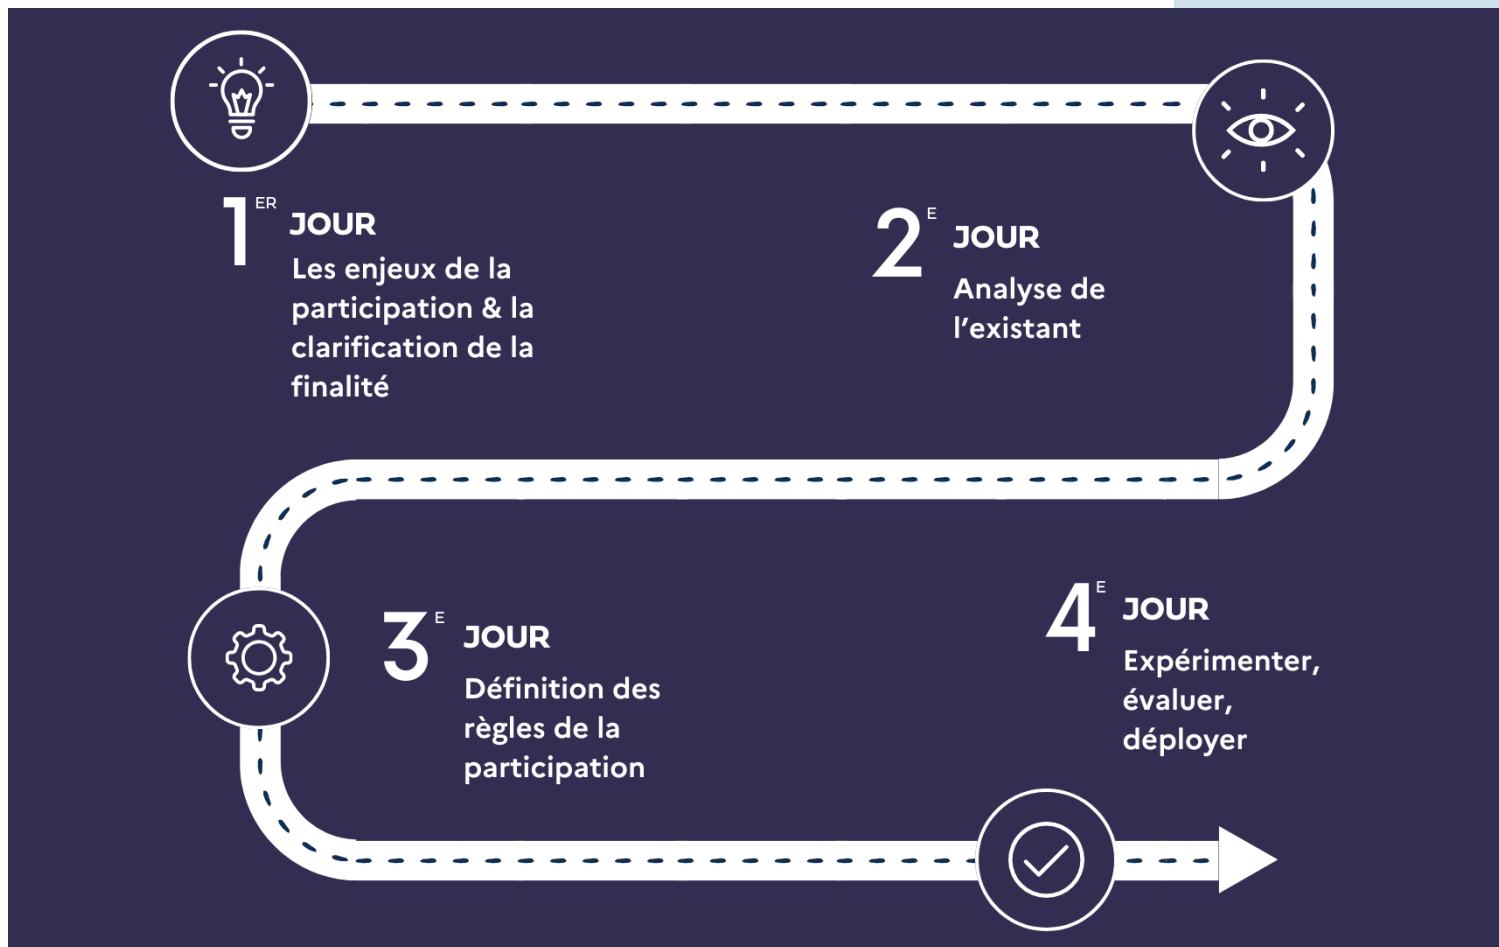 1ER JOUR
Les enjeux de la
participation & la
clarification de la
finalité
2E JOUR
Analyse de
l’existant
3E JOUR
Définition des
règles de la
participation
4E JOUR
Expérimenter,
évaluer,
déployer